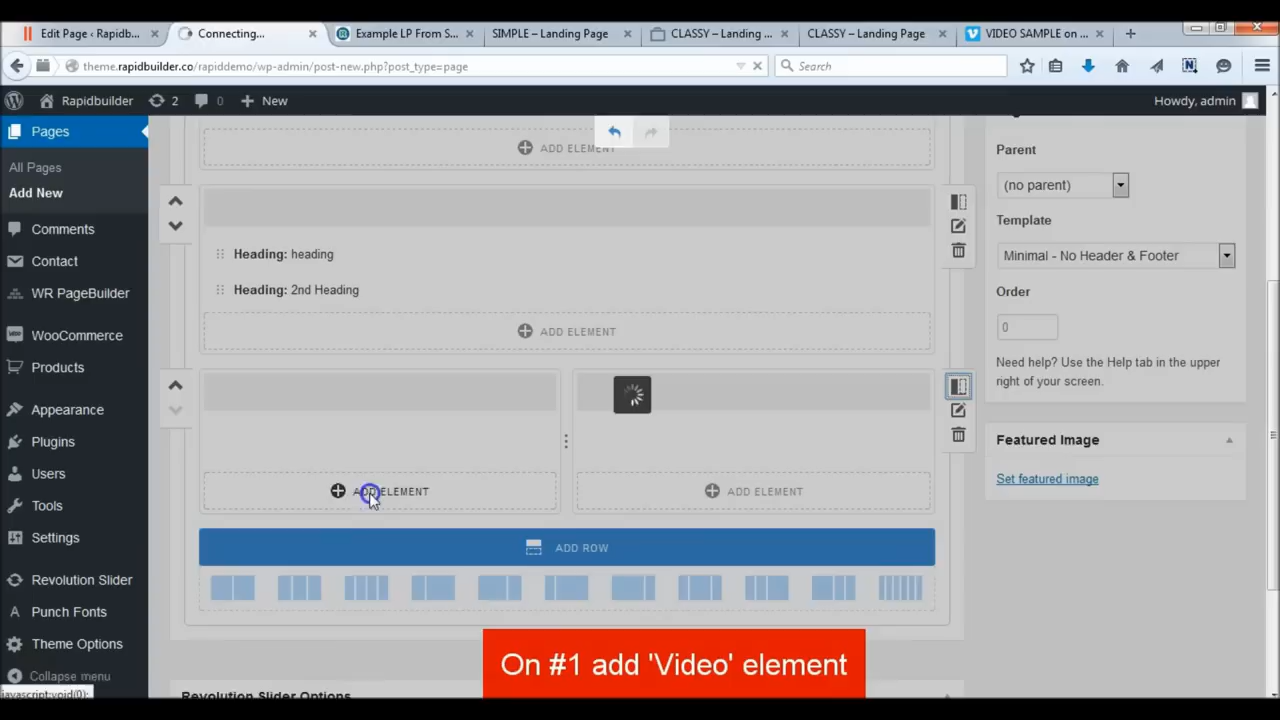 Edit Page ‹ Rapidb...
Connecting...
Example LP From S...
SIMPLE – Landing Page
CLASSY – Landing ...
CLASSY – Landing Page
VIDEO SAMPLE on ...
theme.rapidbuilder.co/rapiddemo/wp-admin/post-new.php?post_type=page
Search
Rapidbuilder
2
0
New
Howdy, admin
Pages
All Pages
Add New
Comments
Contact
WR PageBuilder
WooCommerce
Products
Appearance
Plugins
Users
Tools
Settings
Revolution Slider
Punch Fonts
Theme Options
Collapse menu
javascript:void(0);
ADD ELEMENT
Heading: heading
Heading: 2nd Heading
ADD ELEMENT
ADD ELEMENT
ADD ELEMENT
ADD ROW
Revolution Slider Options
Parent
(no parent)
Template
Minimal - No Header & Footer
Order
0
Need help? Use the Help tab in the upper
right of your screen.
Featured Image
Set featured image
On #1 add 'Video' element